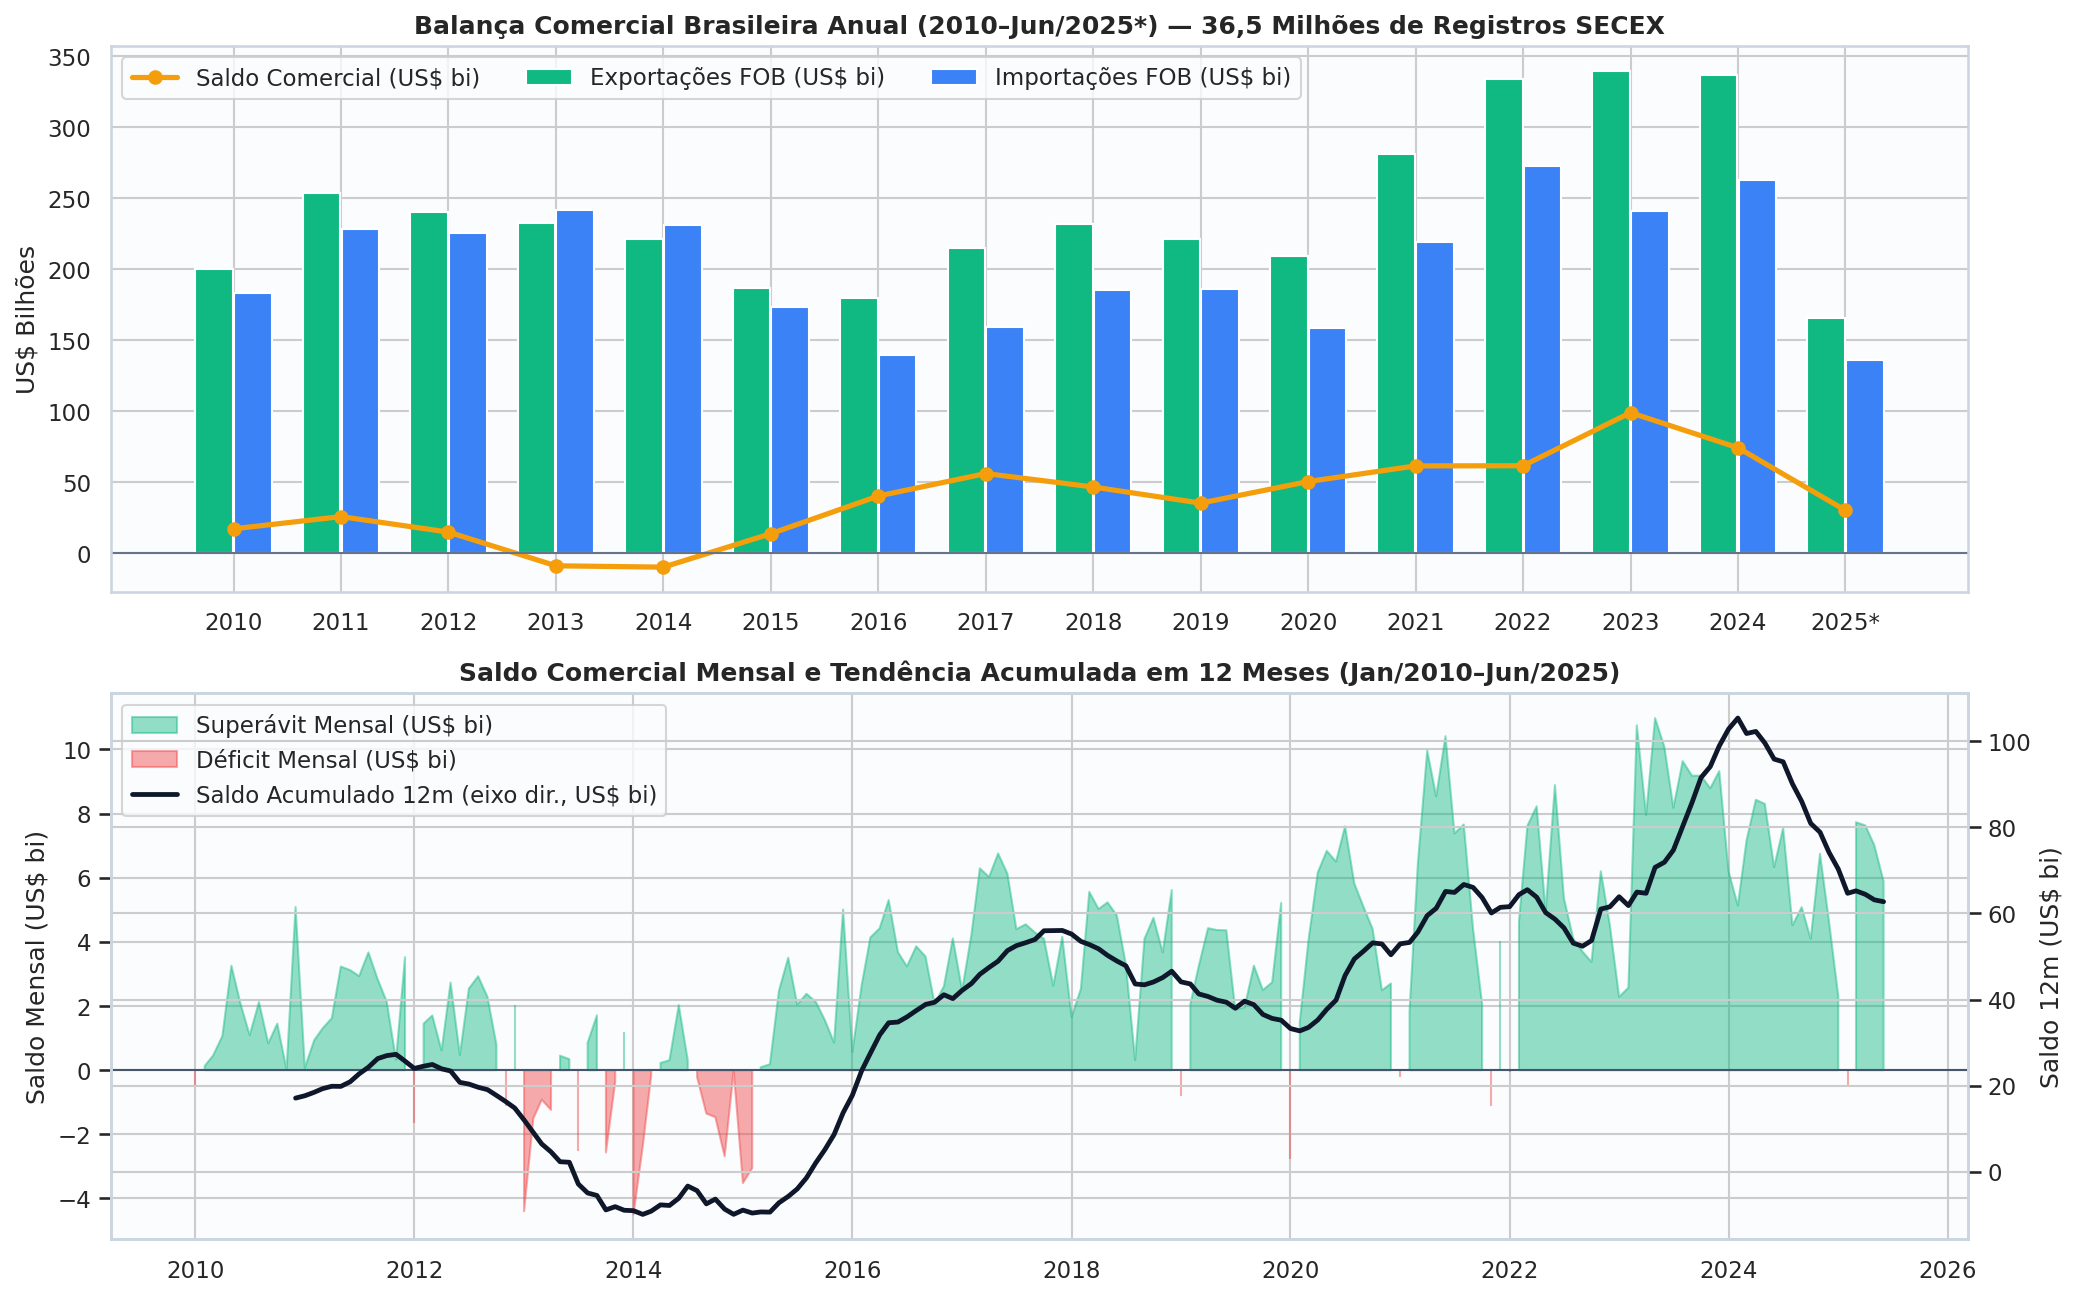 Balança Comercial Brasileira Anual (2010–Jun/2025*) — 36,5 Milhões de Registros SECEX
Saldo Comercial (US$ bi) Exportações FOB (US$ bi) Importações FOB (US$ bi)
US$ Bilhões
350
300
250
200
150
100
50
0
2010 2011 2012 2013 2014 2015 2016 2017 2018 2019 2020 2021 2022 2023 2024 2025*
Saldo Comercial Mensal e Tendência Acumulada em 12 Meses (Jan/2010–Jun/2025)
Superávit Mensal (US$ bi)
Déficit Mensal (US$ bi)
Saldo Acumulado 12m (eixo dir., US$ bi)
Saldo Mensal (US$ bi)
10
8
6
4
2
0
−2
−4
100
80
60
40
20
0
Saldo 12m (US$ bi)
2010 2012 2014 2016 2018 2020 2022 2024 2026